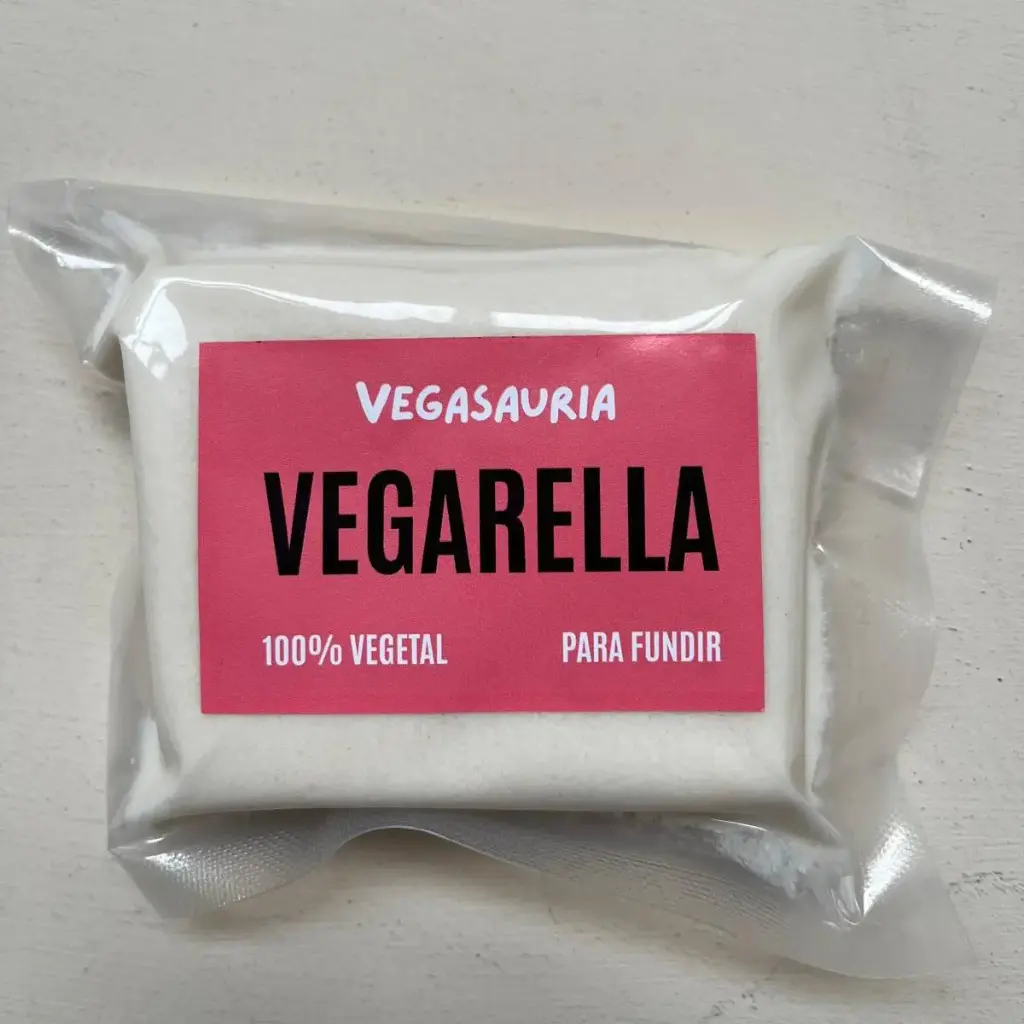 VEGASAURIA
VEGARELLA
100% VEGETAL PARA FUNDIR